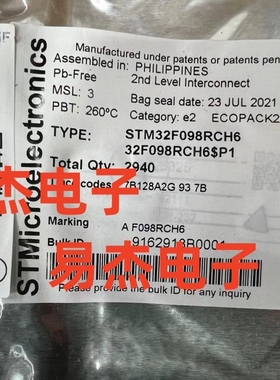 Manufactured under patents or patents pend
Assembled in: PHILIPPINES
Pb-Free 2nd Level Interconnect
MSL: 3 Bag seal date: 23 JUL 2021
PBT: 260°C Category: e2 ECOPACK2
TYPE: STM32F098RCH6
32F098RCH6$P1
Total Qty: 2940
codes 7B128A2G 93 7B
易杰电子
Marking A F098RCH6
Bulk ID 9162913B0001
易杰电子
Please provide the bulk ID for any inquiry
STMicroelectronics